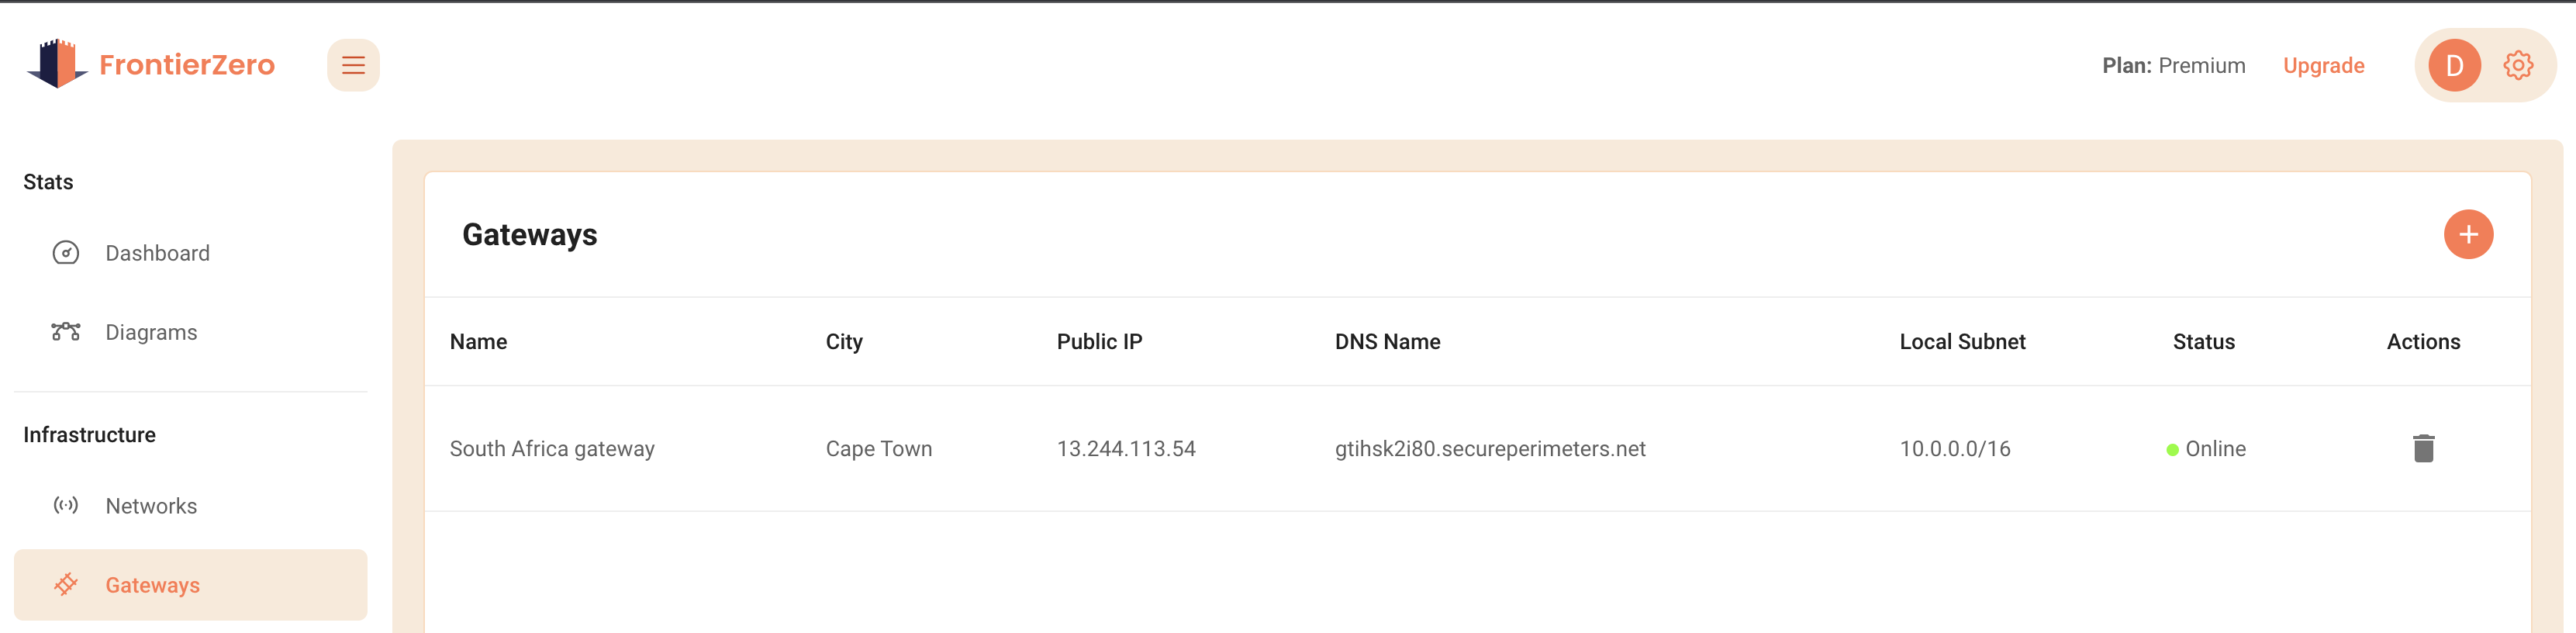 FrontierZero
Plan: Premium Upgrade D
Stats
Dashboard
Diagrams
Infrastructure
Networks
Gateways
Gateways
Name City Public IP DNS Name Local Subnet Status Actions
South Africa gateway Cape Town 13.244.113.54 gtihsk2i80.secureperimeters.net 10.0.0.0/16 Online